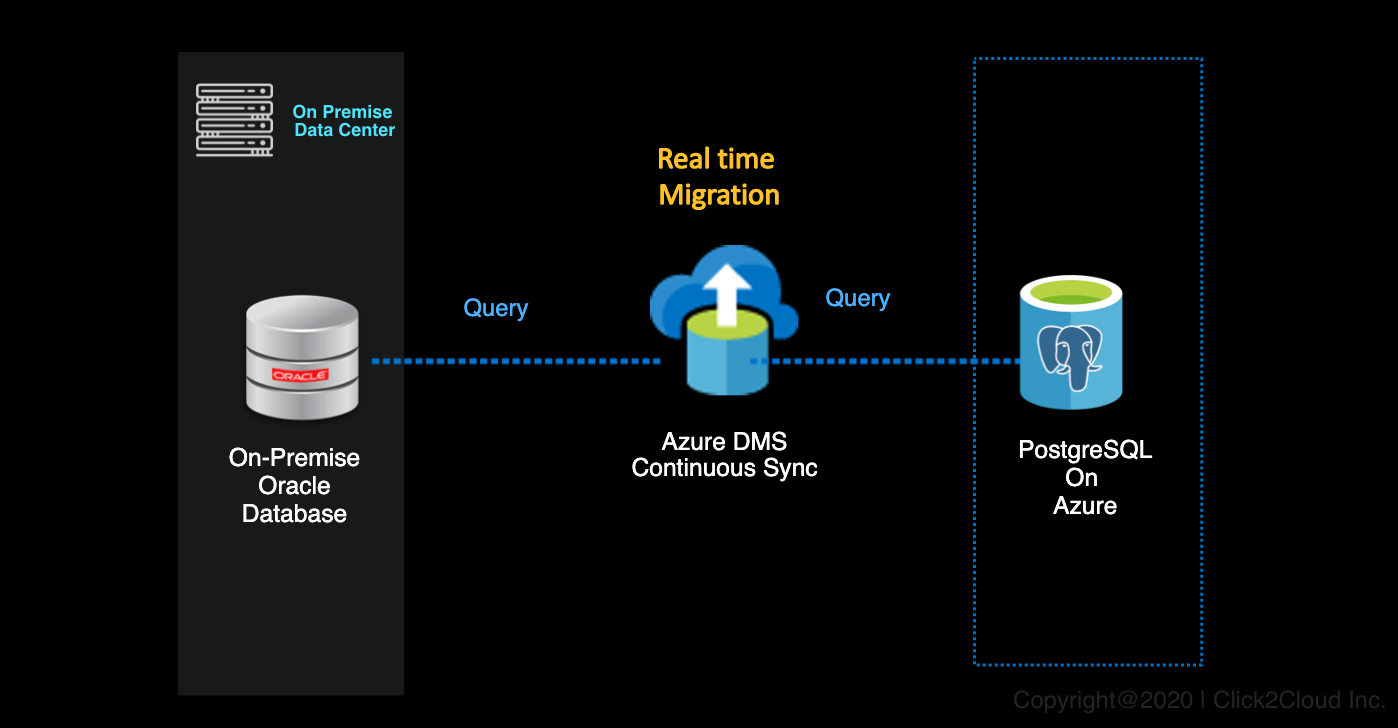 On Premise
Data Center
Real time
Migration
Query
Query
ORACLE
On-Premise
Oracle
Database
Azure DMS
Continuous Sync
PostgreSQL
On
Azure
Copyright@2020 | Click2Cloud Inc.